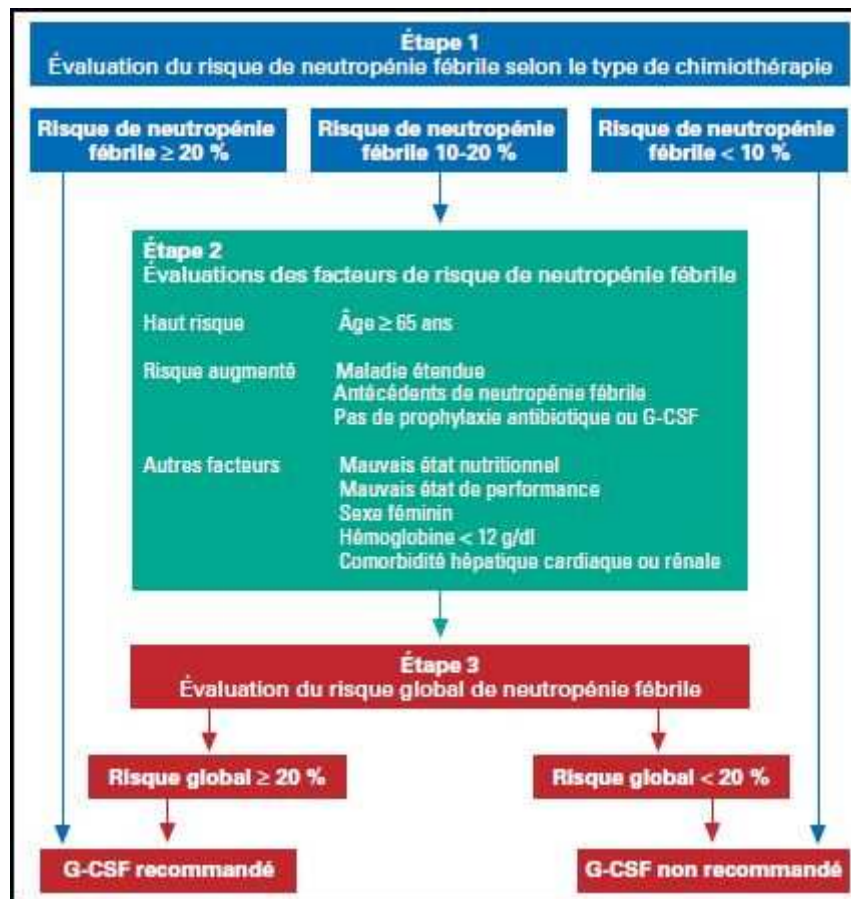 Étape 1
Évaluation du risque de neutropénie fébrile selon le type de chimiothérapie
Risque de neutropénie
fébrile ≥ 20 %
Risque de neutropénie
fébrile 10-20 %
Risque de neutropénie
fébrile < 10 %
Étape 2
Évaluations des facteurs de risque de neutropénie fébrile
Haut risque Âge ≥ 65 ans
Risque augmenté Maladie étendue
Antécédents de neutropénie fébrile
Pas de prophylaxie antibiotique ou G-CSF
Autres facteurs Mauvais état nutritionnel
Mauvais état de performance
Sexe féminin
Hémoglobine < 12 g/dl
Comorbidité hépatique cardiaque ou rénale
Étape 3
Évaluation du risque global de neutropénie fébrile
Risque global ≥ 20 %
Risque global < 20 %
G-CSF recommandé
G-CSF non recommandé